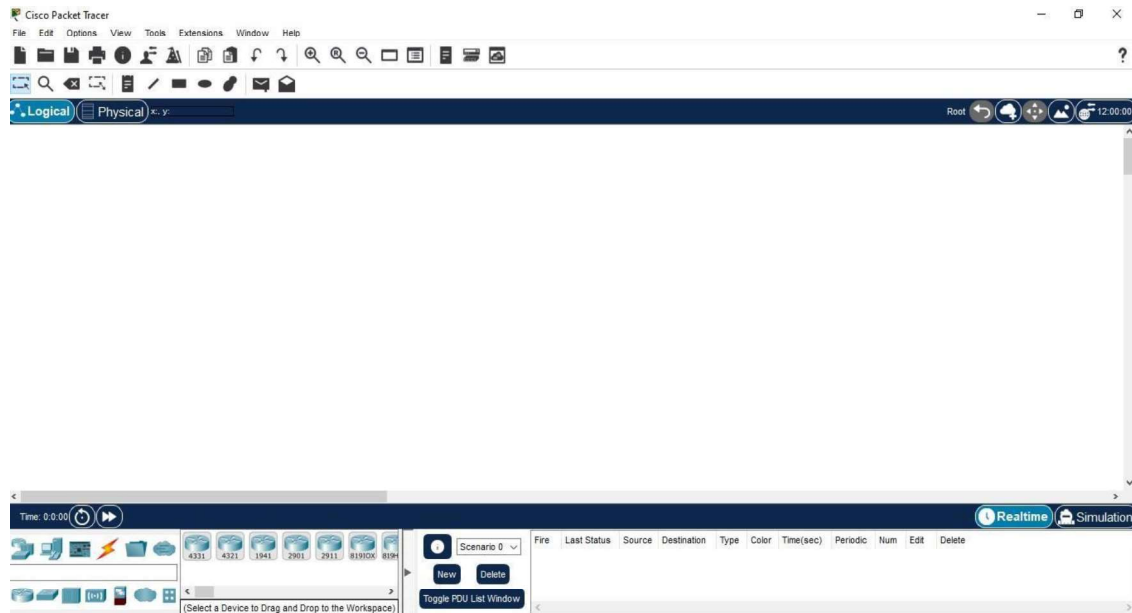 Cisco Packet Tracer
File Edit Options View Tools Extensions Window Help
?
Logical Physical x:, y: Root 12:00:00
Time: 0:0:00 Realtime Simulation
4331 4321 1941 2901 2911 819IOX 819H
(Select a Device to Drag and Drop to the Workspace)
Scenario 0
New Delete
Toggle PDU List Window
Fire Last Status Source Destination Type Color Time(sec) Periodic Num Edit Delete